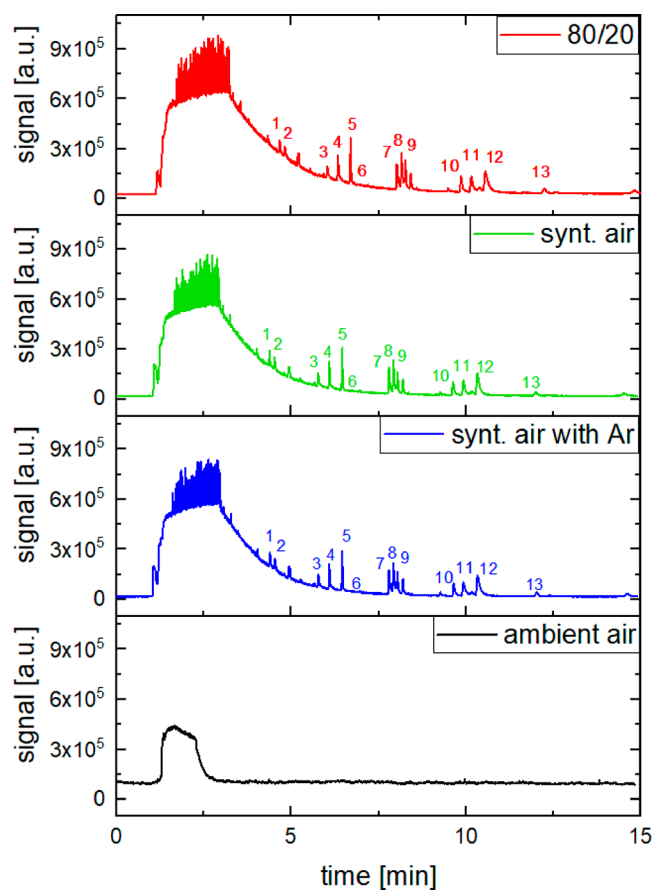 80/20
signal [a.u.]
9x10⁵
6x10⁵
3x10⁵
0
1 2 3 4 5 6 7 8 9 10 11 12 13
synt. air
signal [a.u.]
9x10⁵
6x10⁵
3x10⁵
0
1 2 3 4 5 6 7 8 9 10 11 12 13
synt. air with Ar
signal [a.u.]
9x10⁵
6x10⁵
3x10⁵
0
1 2 3 4 5 6 7 8 9 10 11 12 13
ambient air
signal [a.u.]
9x10⁵
6x10⁵
3x10⁵
0
0 5 10 15
time [min]